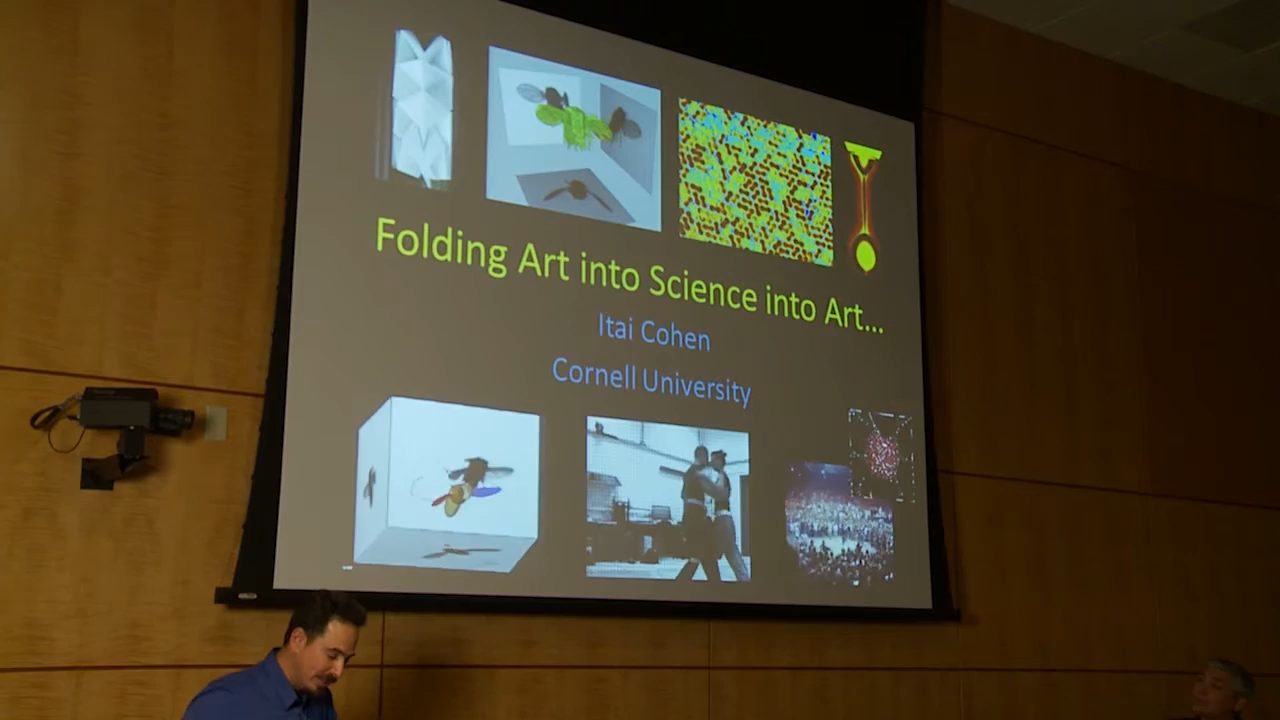 Folding Art into Science into Art...
Itai Cohen
Cornell University